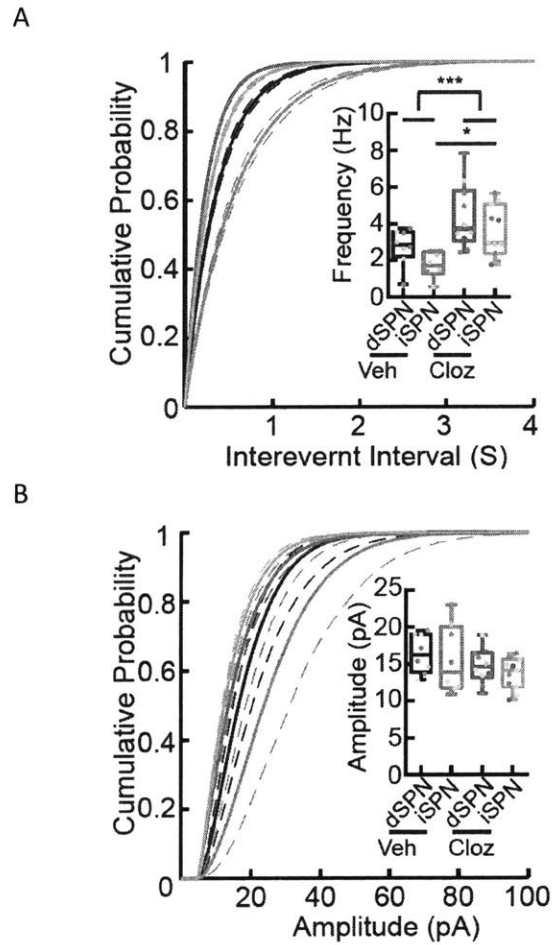 A
Cumulative Probability
1
0.8
0.6
0.4
0.2
0
1
2
3
4
Interevernt Interval (S)
Frequency (Hz)
10
8
6
4
2
0
***
*
dSPN
iSPN
dSPN
iSPN
Veh
Cloz
B
Cumulative Probability
1
0.8
0.6
0.4
0.2
20
40
60
80
100
Amplitude (pA)
Amplitude (pA)
25
20
15
10
5
0
dSPN
iSPN
dSPN
iSPN
Veh
Cloz